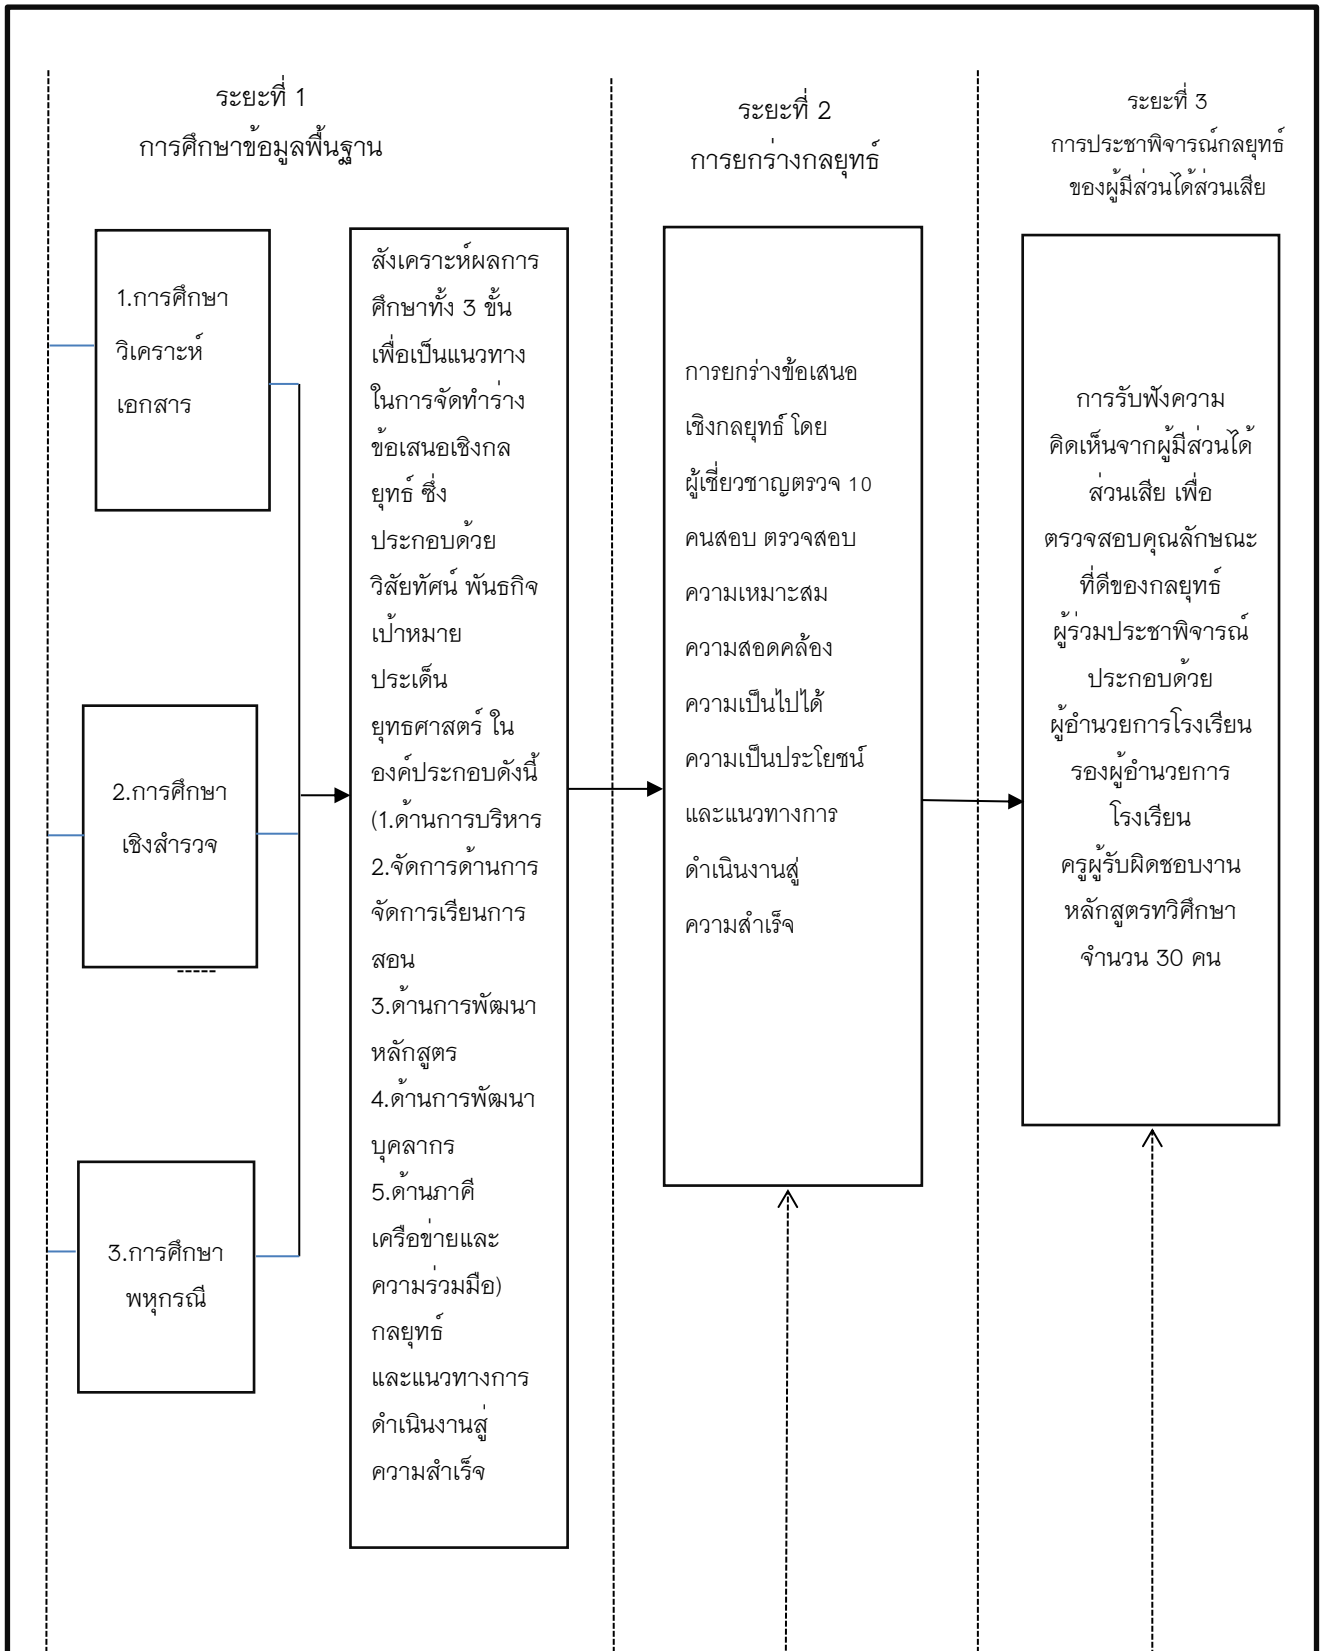 ระยะที่ 1
การศึกษาข้อมูลพื้นฐาน
1.การศึกษา
วิเคราะห์
เอกสาร
2.การศึกษา
เชิงสำรวจ
3.การศึกษา
พหุกรณี
สังเคราะห์ผลการ
ศึกษาทั้ง 3 ขั้น
เพื่อเป็นแนวทาง
ในการจัดทำร่าง
ข้อเสนอเชิงกล
ยุทธ์ ซึ่ง
ประกอบด้วย
วิสัยทัศน์ พันธกิจ
เป้าหมาย
ประเด็น
ยุทธศาสตร์ ใน
องค์ประกอบดังนี้
(1.ด้านการบริหาร
2.จัดการด้านการ
จัดการเรียนการ
สอน
3.ด้านการพัฒนา
หลักสูตร
4.ด้านการพัฒนา
บุคลากร
5.ด้านภาคี
เครือข่ายและ
ความร่วมมือ)
กลยุทธ์
และแนวทางการ
ดำเนินงานสู่
ความสำเร็จ
ระยะที่ 2
การยกร่างกลยุทธ์
การยกร่างข้อเสนอ
เชิงกลยุทธ์ โดย
ผู้เชี่ยวชาญตรวจ 10
คนสอบ ตรวจสอบ
ความเหมาะสม
ความสอดคล้อง
ความเป็นไปได้
ความเป็นประโยชน์
และแนวทางการ
ดำเนินงานสู่
ความสำเร็จ
ระยะที่ 3
การประชาพิจารณ์กลยุทธ์
ของผู้มีส่วนได้ส่วนเสีย
การรับฟังความ
คิดเห็นจากผู้มีส่วนได้
ส่วนเสีย เพื่อ
ตรวจสอบคุณลักษณะ
ที่ดีของกลยุทธ์
ผู้ร่วมประชาพิจารณ์
ประกอบด้วย
ผู้อำนวยการโรงเรียน
รองผู้อำนวยการ
โรงเรียน
ครูผู้รับผิดชอบงาน
หลักสูตรทวิศึกษา
จำนวน 30 คน